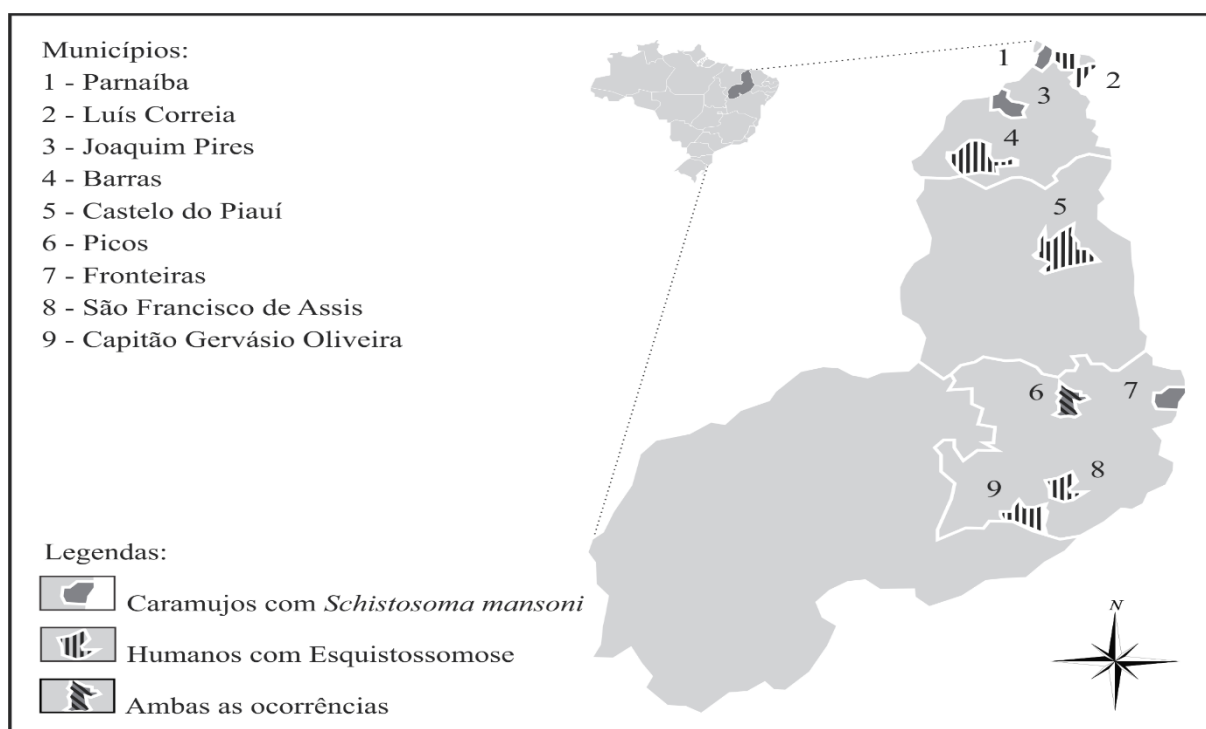 Municípios:
1 - Parnaíba
2 - Luís Correia
3 - Joaquim Pires
4 - Barras
5 - Castelo do Piauí
6 - Picos
7 - Fronteiras
8 - São Francisco de Assis
9 - Capitão Gervásio Oliveira
1
2
3
4
5
6
7
8
9
Legendas:
Caramujos com Schistosoma mansoni
Humanos com Esquistossomose
Ambas as ocorrências
N